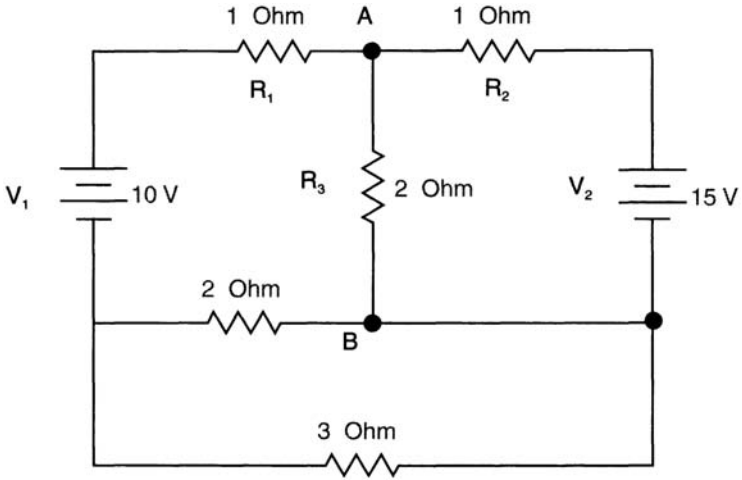 1 Ohm
A
1 Ohm
R₁
R₂
V₁
10 V
R₃
2 Ohm
V₂
15 V
2 Ohm
B
3 Ohm